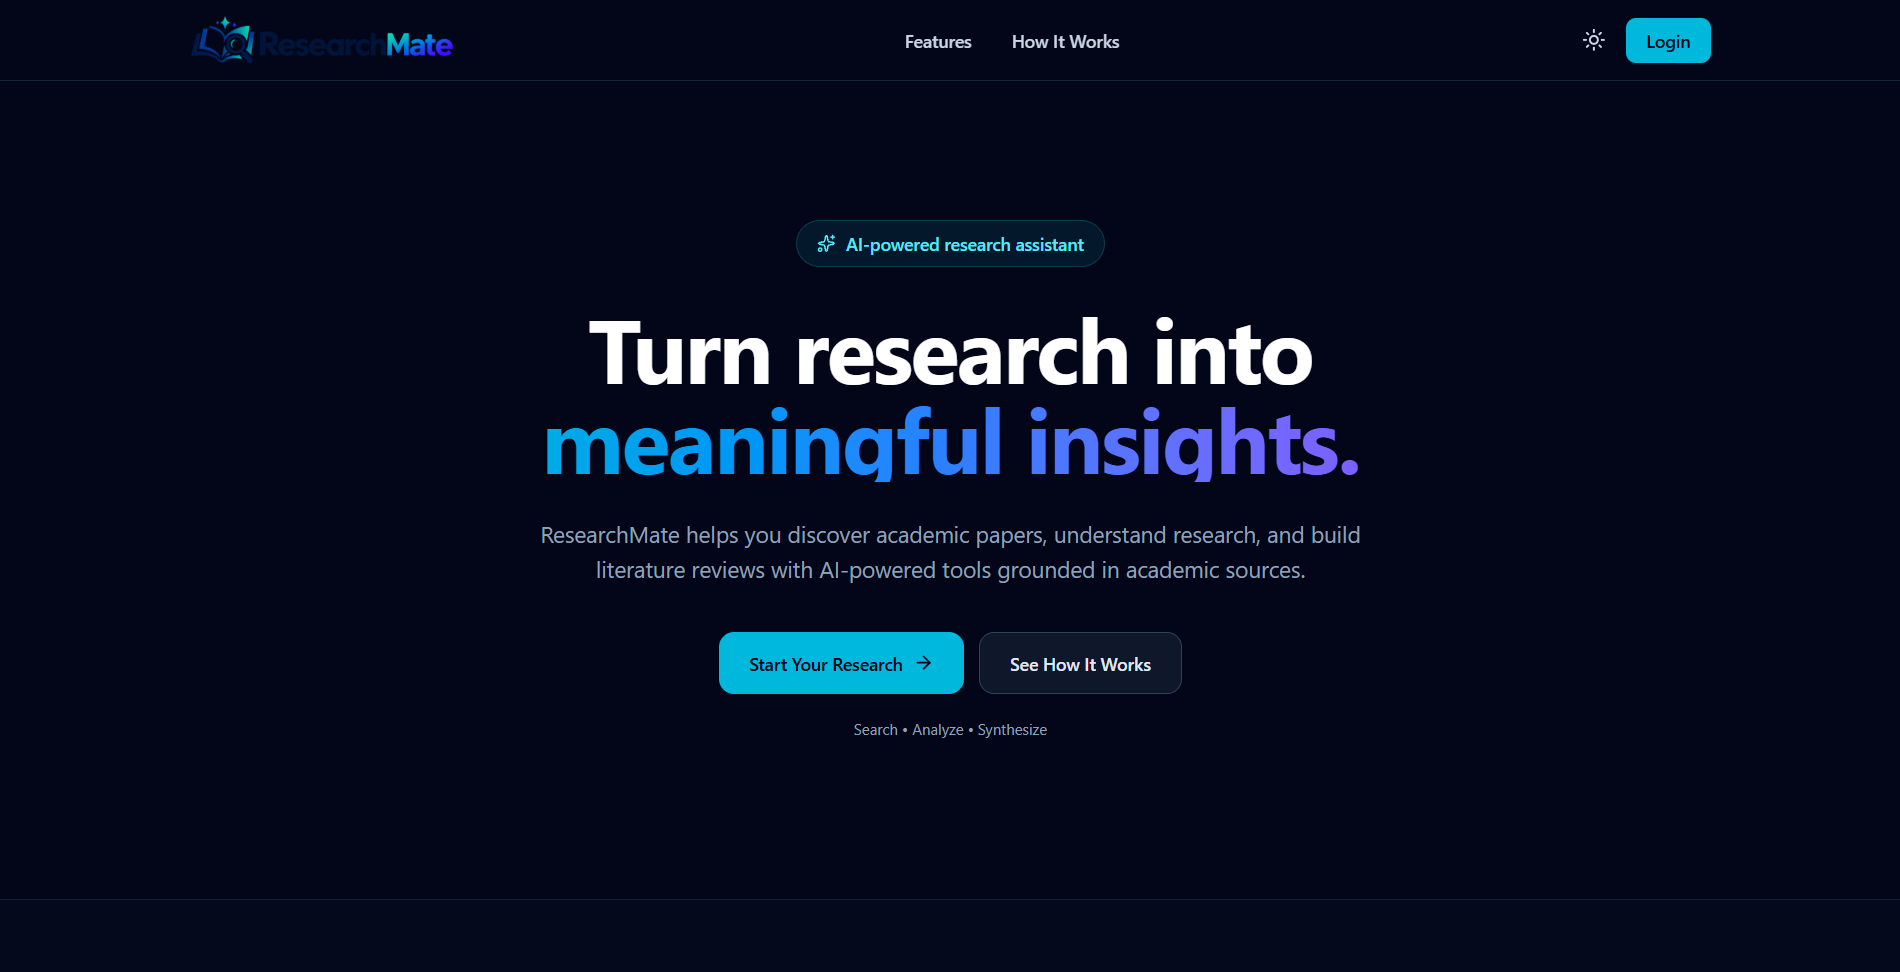 ResearchMate
Features
How It Works
Login
AI-powered research assistant
Turn research into
meaningful insights.
ResearchMate helps you discover academic papers, understand research, and build
literature reviews with AI-powered tools grounded in academic sources.
Start Your Research
See How It Works
Search • Analyze • Synthesize